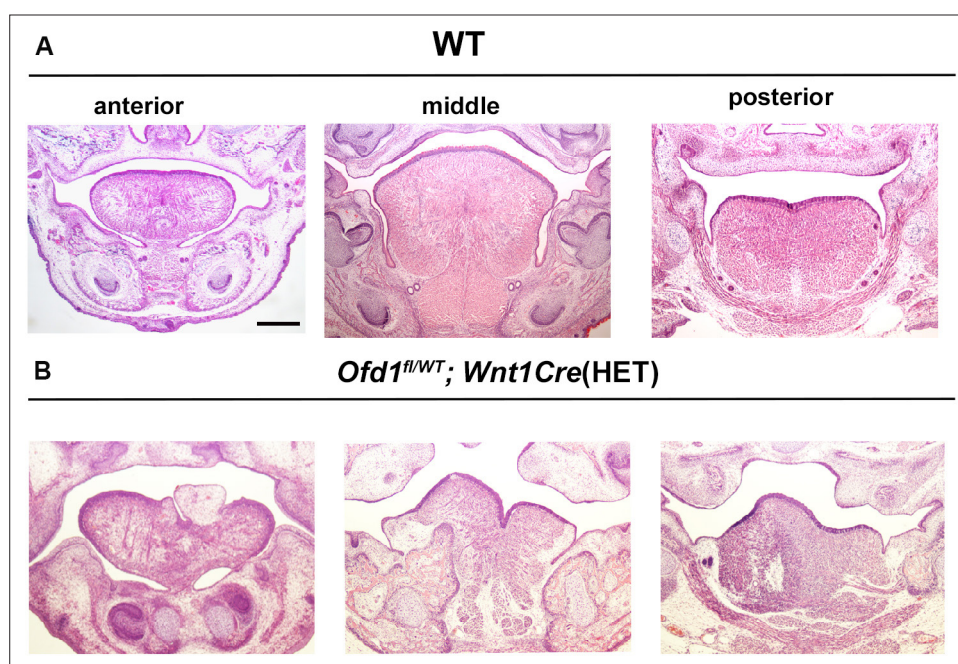 A
WT
anterior
middle
posterior
B
Ofd1fl/WT; Wnt1Cre(HET)